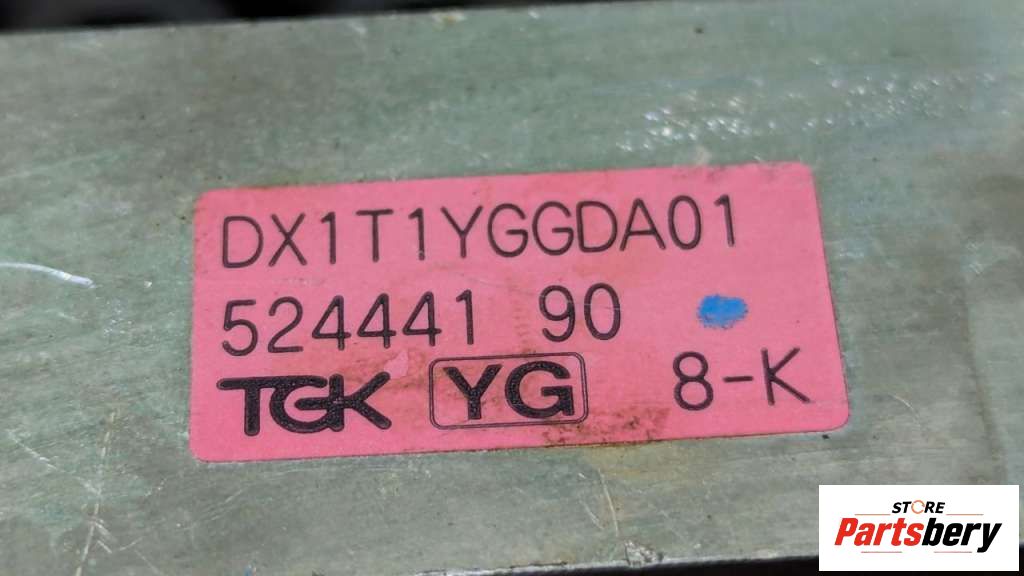 DX1T1YGGDA01
524441 90
TGK YG 8-K
STORE
Partsbery